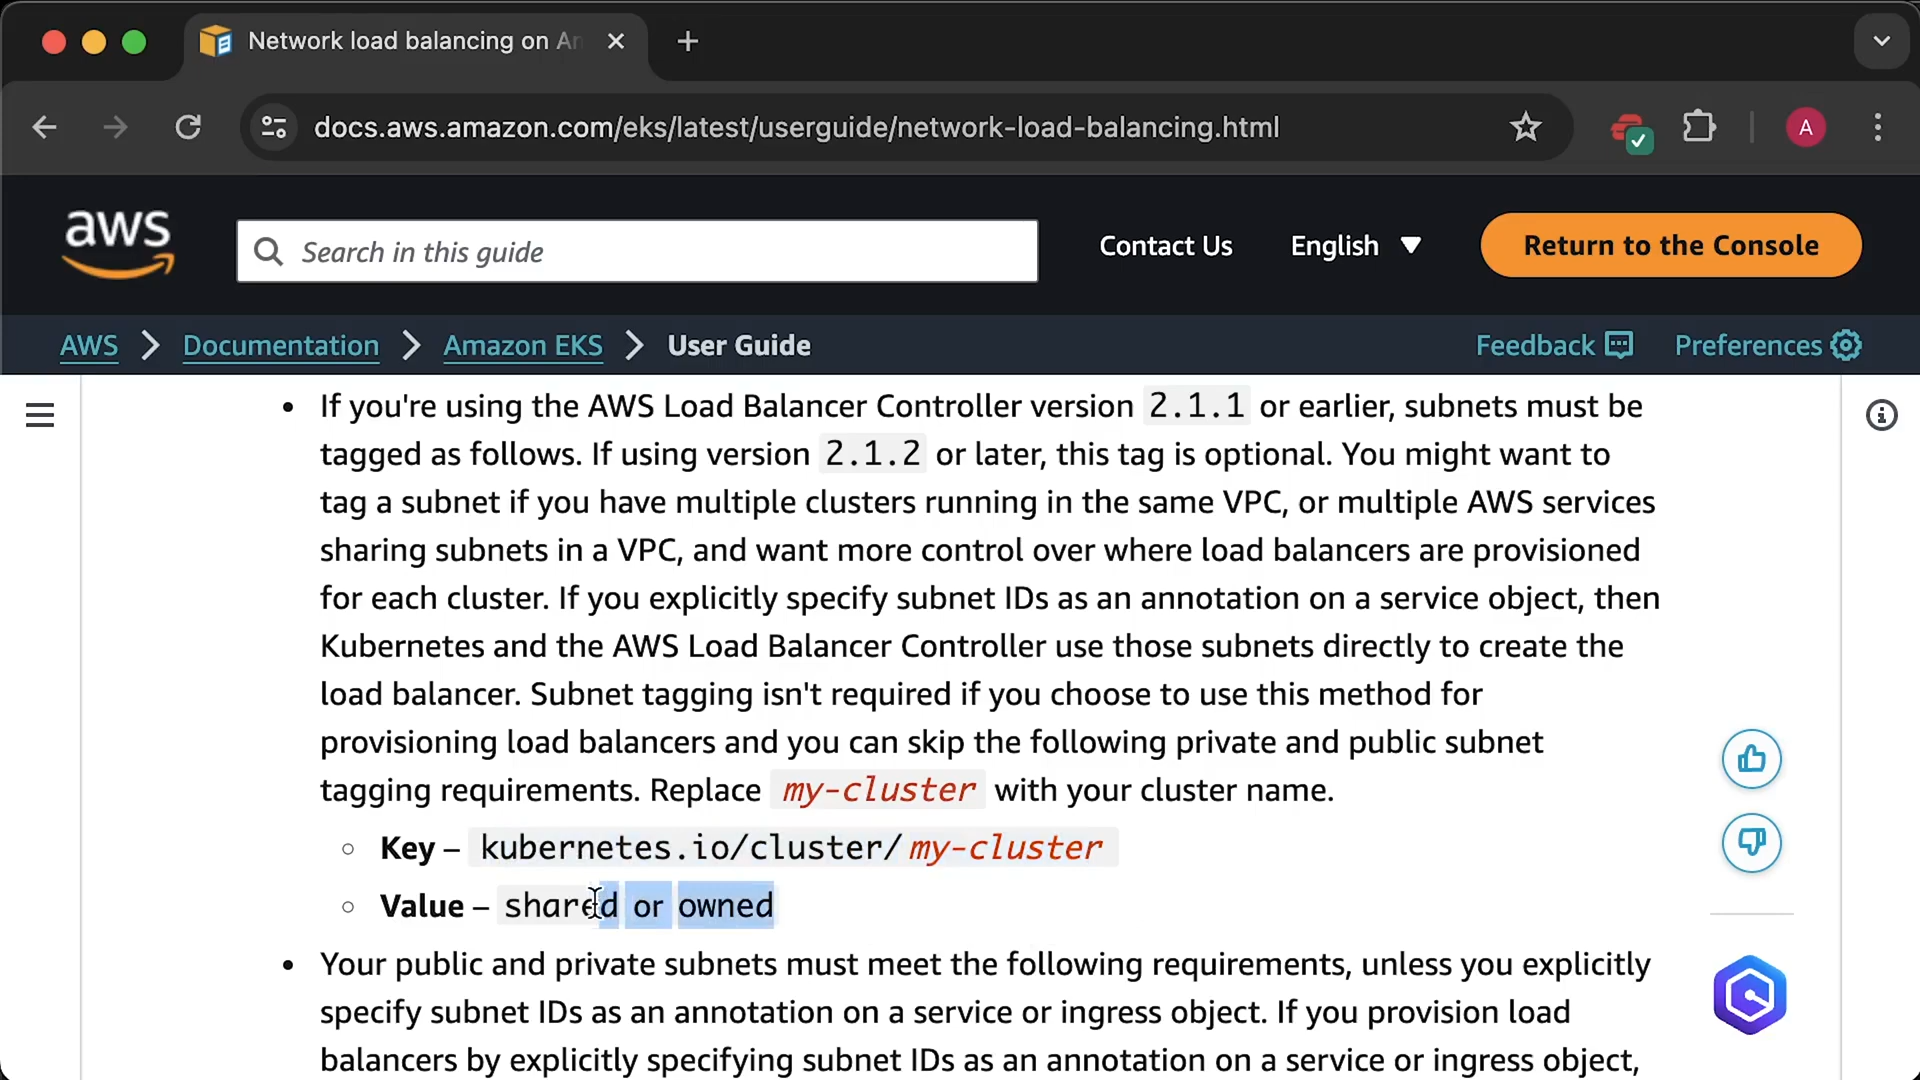 Network load balancing on An
docs.aws.amazon.com/eks/latest/userguide/network-load-balancing.html
A
aws
Search in this guide
Contact Us
English
Return to the Console
AWS
Documentation
Amazon EKS
User Guide
Feedback
Preferences
If you're using the AWS Load Balancer Controller version 2.1.1 or earlier, subnets must be
tagged as follows. If using version 2.1.2 or later, this tag is optional. You might want to
tag a subnet if you have multiple clusters running in the same VPC, or multiple AWS services
sharing subnets in a VPC, and want more control over where load balancers are provisioned
for each cluster. If you explicitly specify subnet IDs as an annotation on a service object, then
Kubernetes and the AWS Load Balancer Controller use those subnets directly to create the
load balancer. Subnet tagging isn't required if you choose to use this method for
provisioning load balancers and you can skip the following private and public subnet
tagging requirements. Replace my-cluster with your cluster name.
Key – kubernetes.io/cluster/my-cluster
Value – shared or owned
Your public and private subnets must meet the following requirements, unless you explicitly
specify subnet IDs as an annotation on a service or ingress object. If you provision load
balancers by explicitly specifying subnet IDs as an annotation on a service or ingress object,